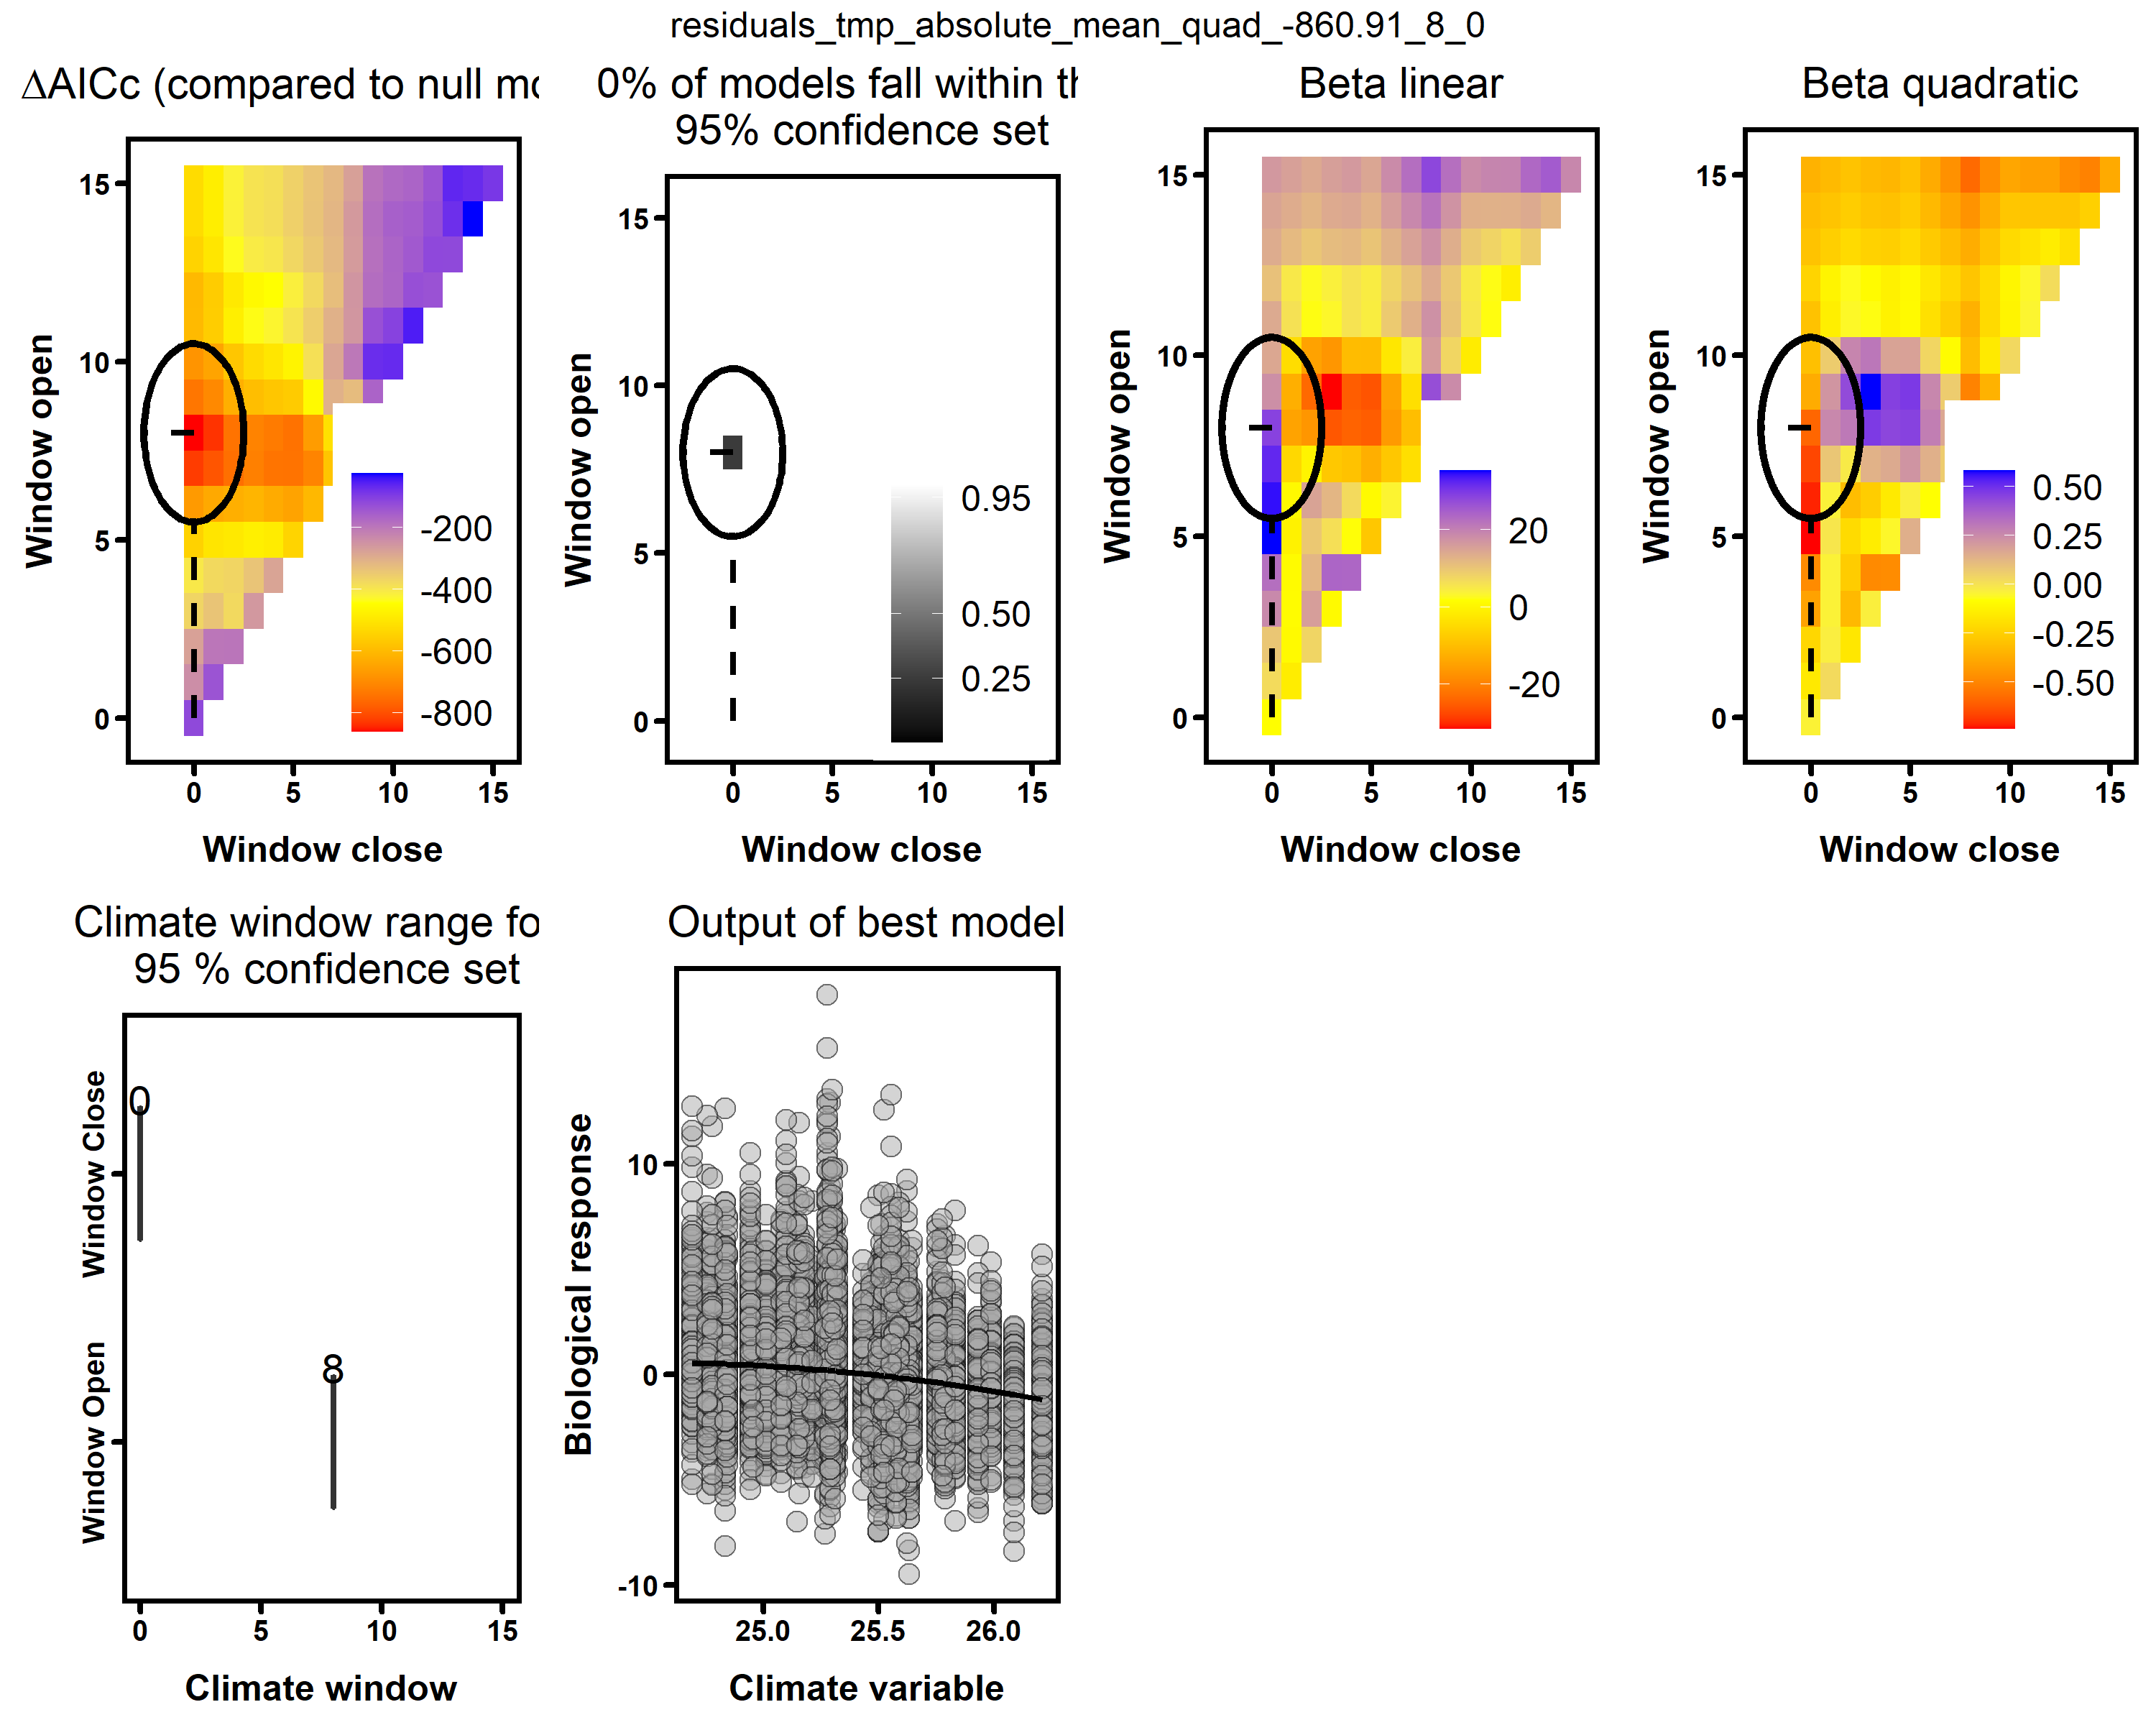 residuals_tmp_absolute_mean_quad_-860.91_8_0
ΔAICc (compared to null mo
15
10
5
0
Window open
-200
-400
-600
-800
0 5 10 15
Window close
0% of models fall within th
95% confidence set
15
10
5
0
Window open
0.95
0.50
0.25
0 5 10 15
Window close
Beta linear
15
10
5
0
Window open
20
0
-20
0 5 10 15
Window close
Beta quadratic
15
10
5
0
Window open
0.50
0.25
0.00
-0.25
-0.50
0 5 10 15
Window close
Climate window range fo
95 % confidence set
Window Close
Window Open
0
8
0 5 10 15
Climate window
Output of best model
Biological response
10
0
-10
25.0 25.5 26.0
Climate variable